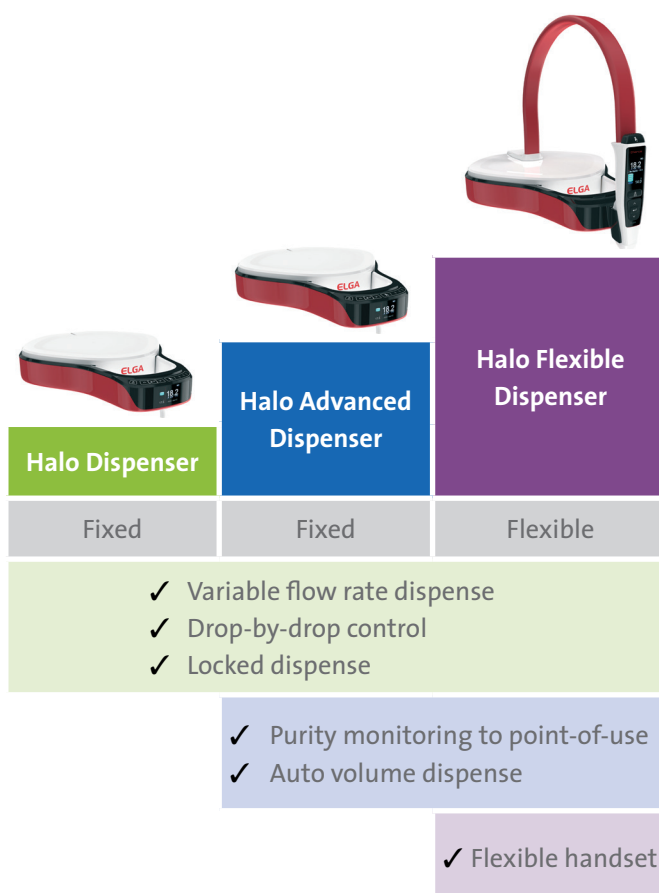 18.2
ELGA
ELGA
18.2
ELGA
18.2
Halo Flexible
Dispenser
Halo Advanced
Dispenser
Halo Dispenser
Fixed
Fixed
Flexible
✓ Variable flow rate dispense
✓ Drop-by-drop control
✓ Locked dispense
✓ Purity monitoring to point-of-use
✓ Auto volume dispense
✓ Flexible handset